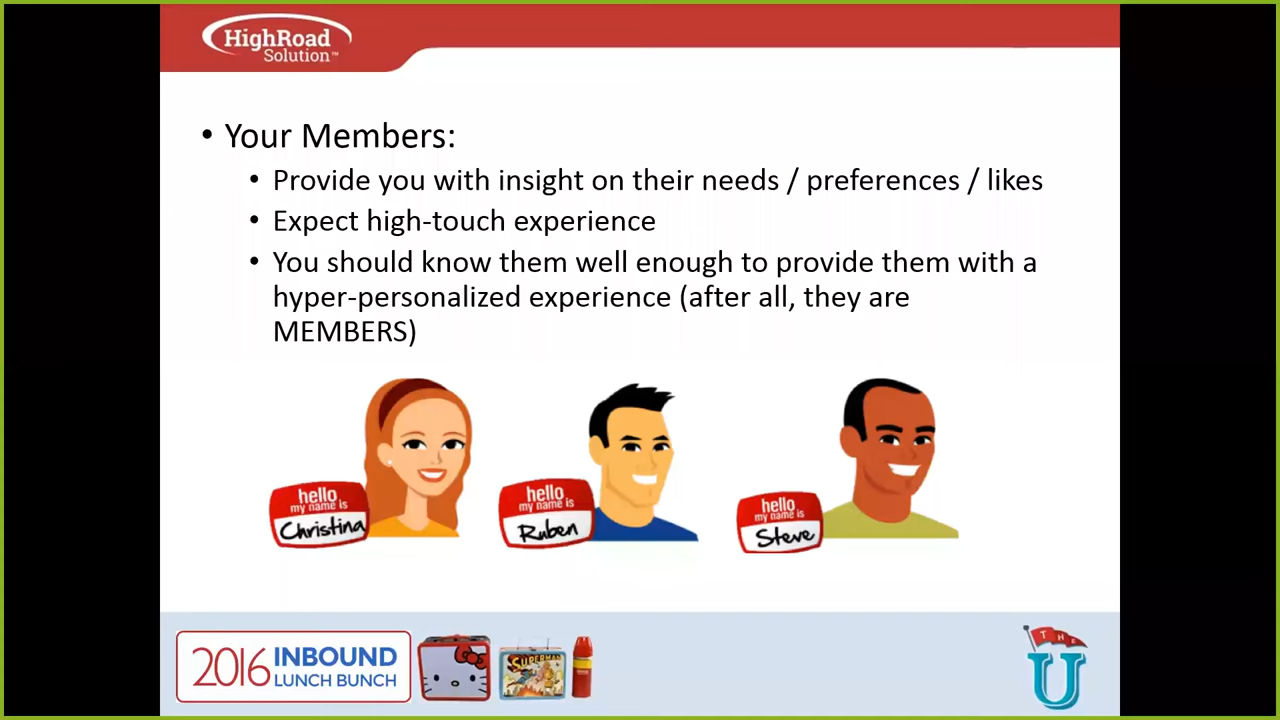 HighRoad
Solution™
• Your Members:
• Provide you with insight on their needs / preferences / likes
• Expect high-touch experience
• You should know them well enough to provide them with a
hyper-personalized experience (after all, they are
MEMBERS)
hello
my name is
Christina
hello
my name is
Ruben
hello
my name is
Steve
2016 INBOUND
LUNCH BUNCH
SUPERMAN
THE
U